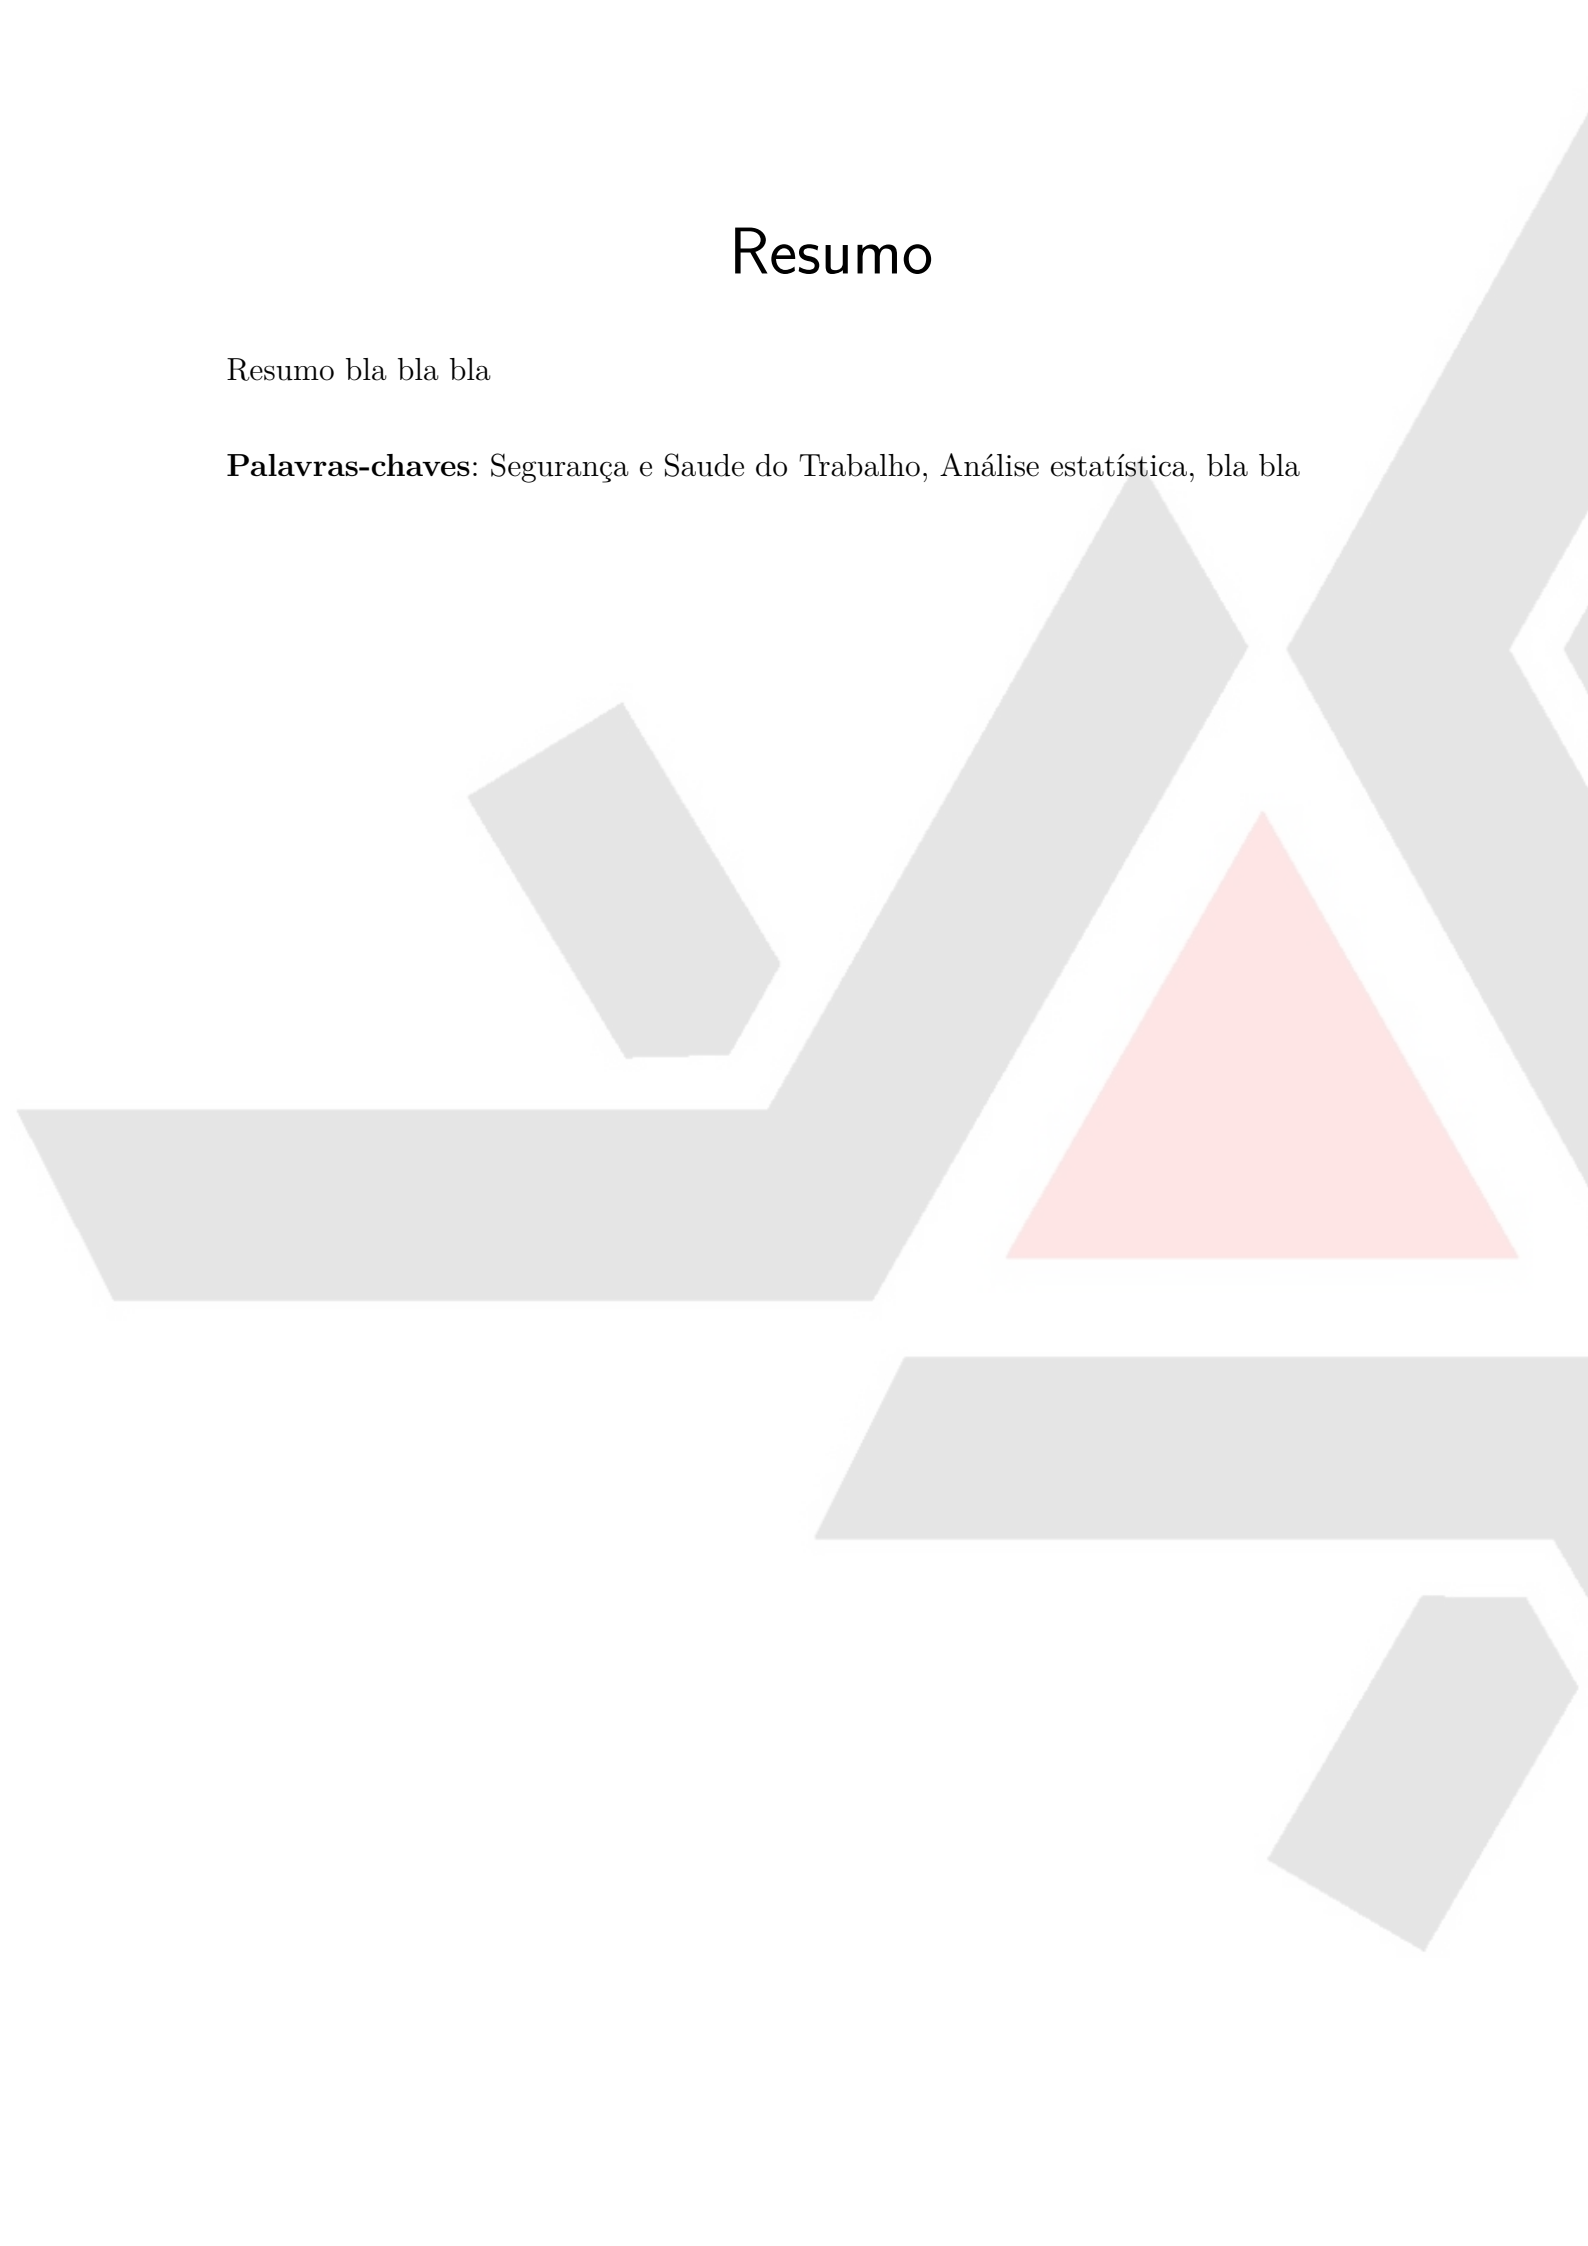 Resumo
Resumo bla bla bla
Palavras-chaves: Segurança e Saude do Trabalho, Análise estatística, bla bla